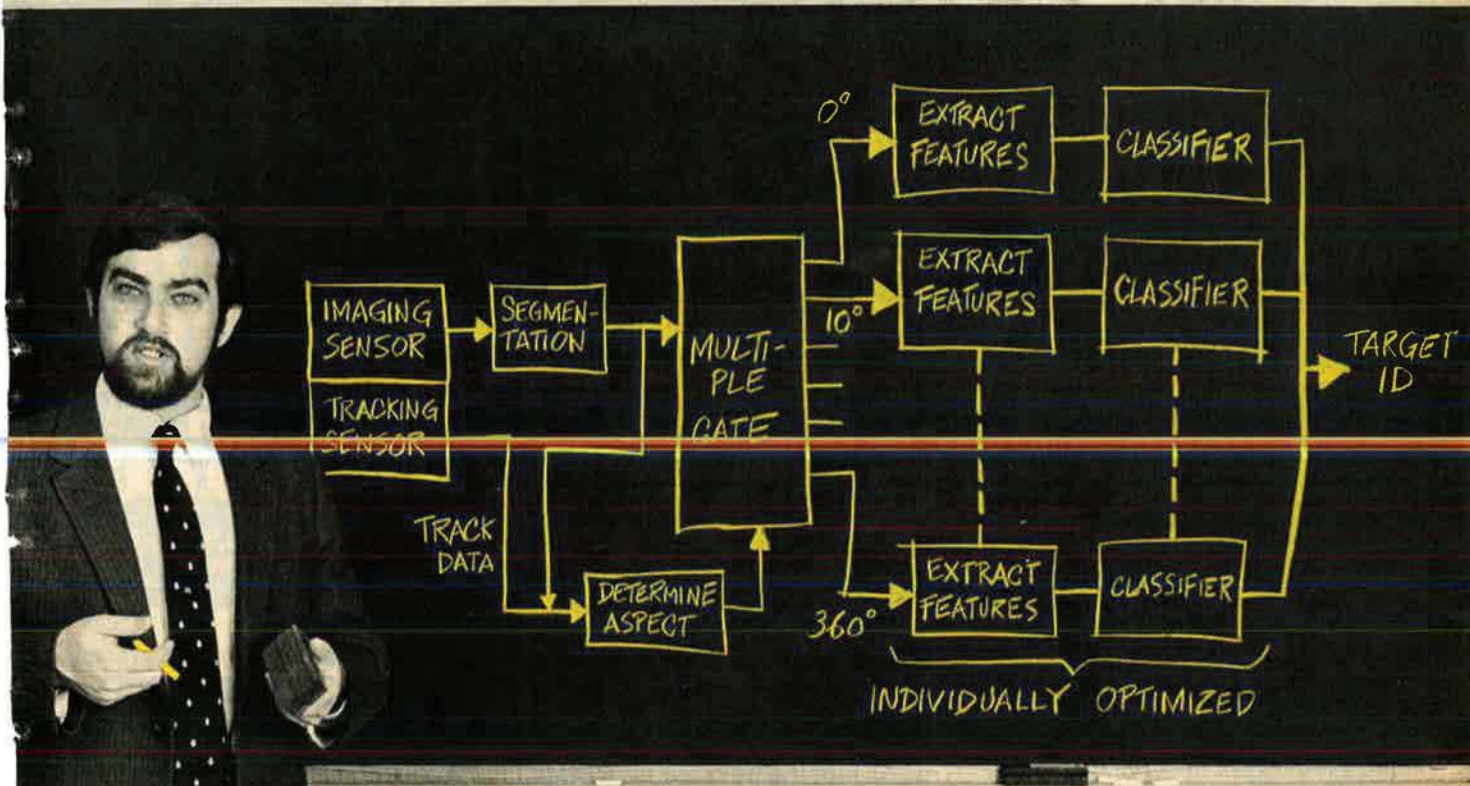 IMAGING
SENSOR
TRACKING
SENSOR
SEGMEN-
TATION
TRACK
DATA
DETERMINE
ASPECT
MULTI-
PLE
GATE
0°
EXTRACT
FEATURES
CLASSIFIER
10°
EXTRACT
FEATURES
CLASSIFIER
360°
EXTRACT
FEATURES
CLASSIFIER
INDIVIDUALLY OPTIMIZED
TARGET
ID